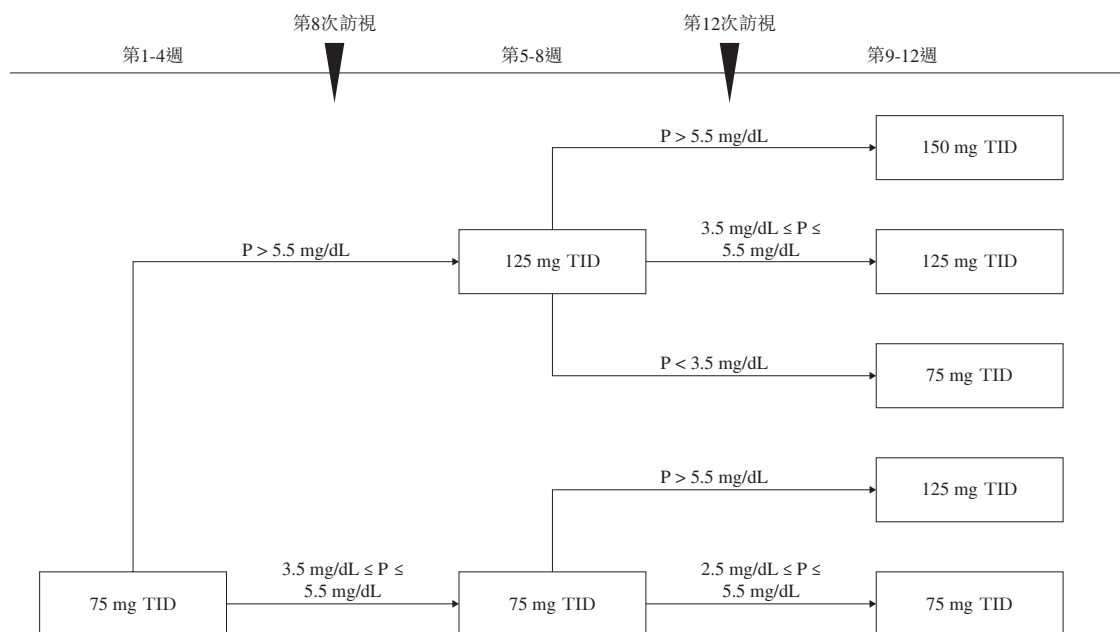 第8次訪視
第12次訪視
第1-4週
第5-8週
第9-12週
P > 5.5 mg/dL
150 mg TID
P > 5.5 mg/dL
125 mg TID
3.5 mg/dL ≤ P ≤
5.5 mg/dL
125 mg TID
P < 3.5 mg/dL
75 mg TID
P > 5.5 mg/dL
125 mg TID
75 mg TID
3.5 mg/dL ≤ P ≤
5.5 mg/dL
75 mg TID
2.5 mg/dL ≤ P ≤
5.5 mg/dL
75 mg TID